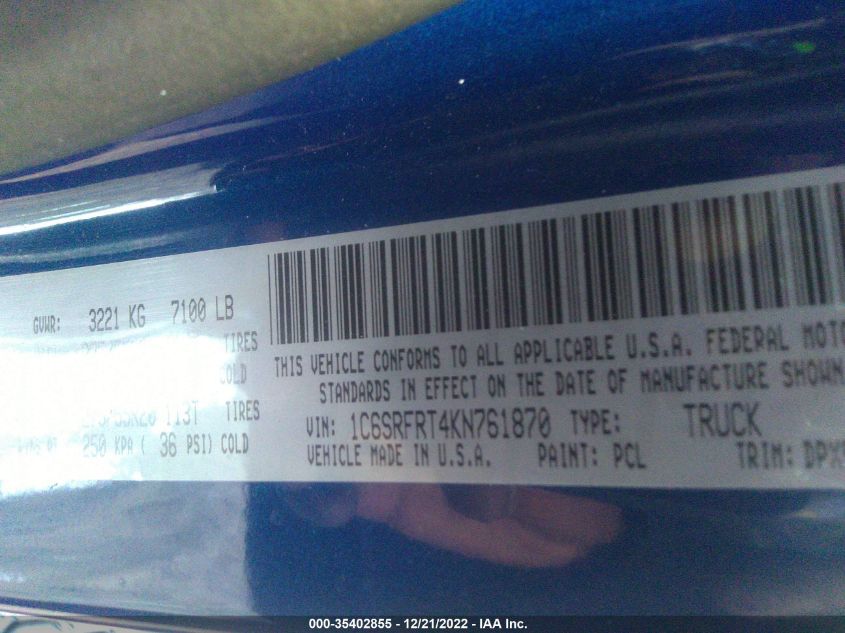 GVWR: 3221 KG 7100 LB
TIRES
COLD
113T TIRES
250 KPA ( 36 PSI) COLD
THIS VEHICLE CONFORMS TO ALL APPLICABLE U.S.A. FEDERAL MOTO
STANDARDS IN EFFECT ON THE DATE OF MANUFACTURE SHOWN
VIN: 1C6SRFRT4KN761870 TYPE: TRUCK
VEHICLE MADE IN U.S.A. PAINT: PCL TRIM: DPX
000-35402855 - 12/21/2022 - IAA Inc.